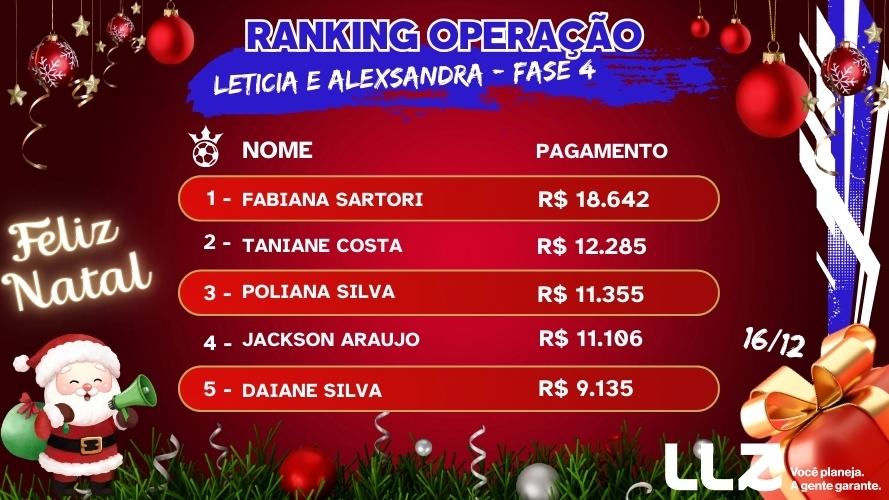 RANKING OPERAÇÃO
LETICIA E ALEXSANDRA - FASE 4
NOME PAGAMENTO
1 - FABIANA SARTORI R$ 18.642
2 - TANIANE COSTA R$ 12.285
3 - POLIANA SILVA R$ 11.355
4 - JACKSON ARAUJO R$ 11.106
5 - DAIANE SILVA R$ 9.135
Feliz
Natal
16/12
LLZ
Você planeja.
A gente garante.